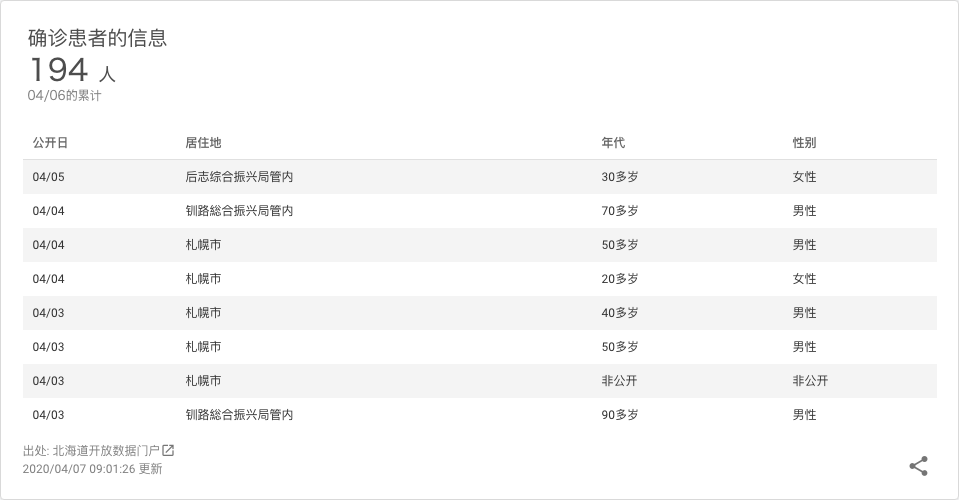 确诊患者的信息
194 人
04/06的累计
公开日 居住地 年代 性别
04/05 后志综合振兴局管内 30多岁 女性
04/04 钏路総合振兴局管内 70多岁 男性
04/04 札幌市 50多岁 男性
04/04 札幌市 20多岁 女性
04/03 札幌市 40多岁 男性
04/03 札幌市 50多岁 男性
04/03 札幌市 非公开 非公开
04/03 钏路総合振兴局管内 90多岁 男性
出处: 北海道开放数据门户
2020/04/07 09:01:26 更新